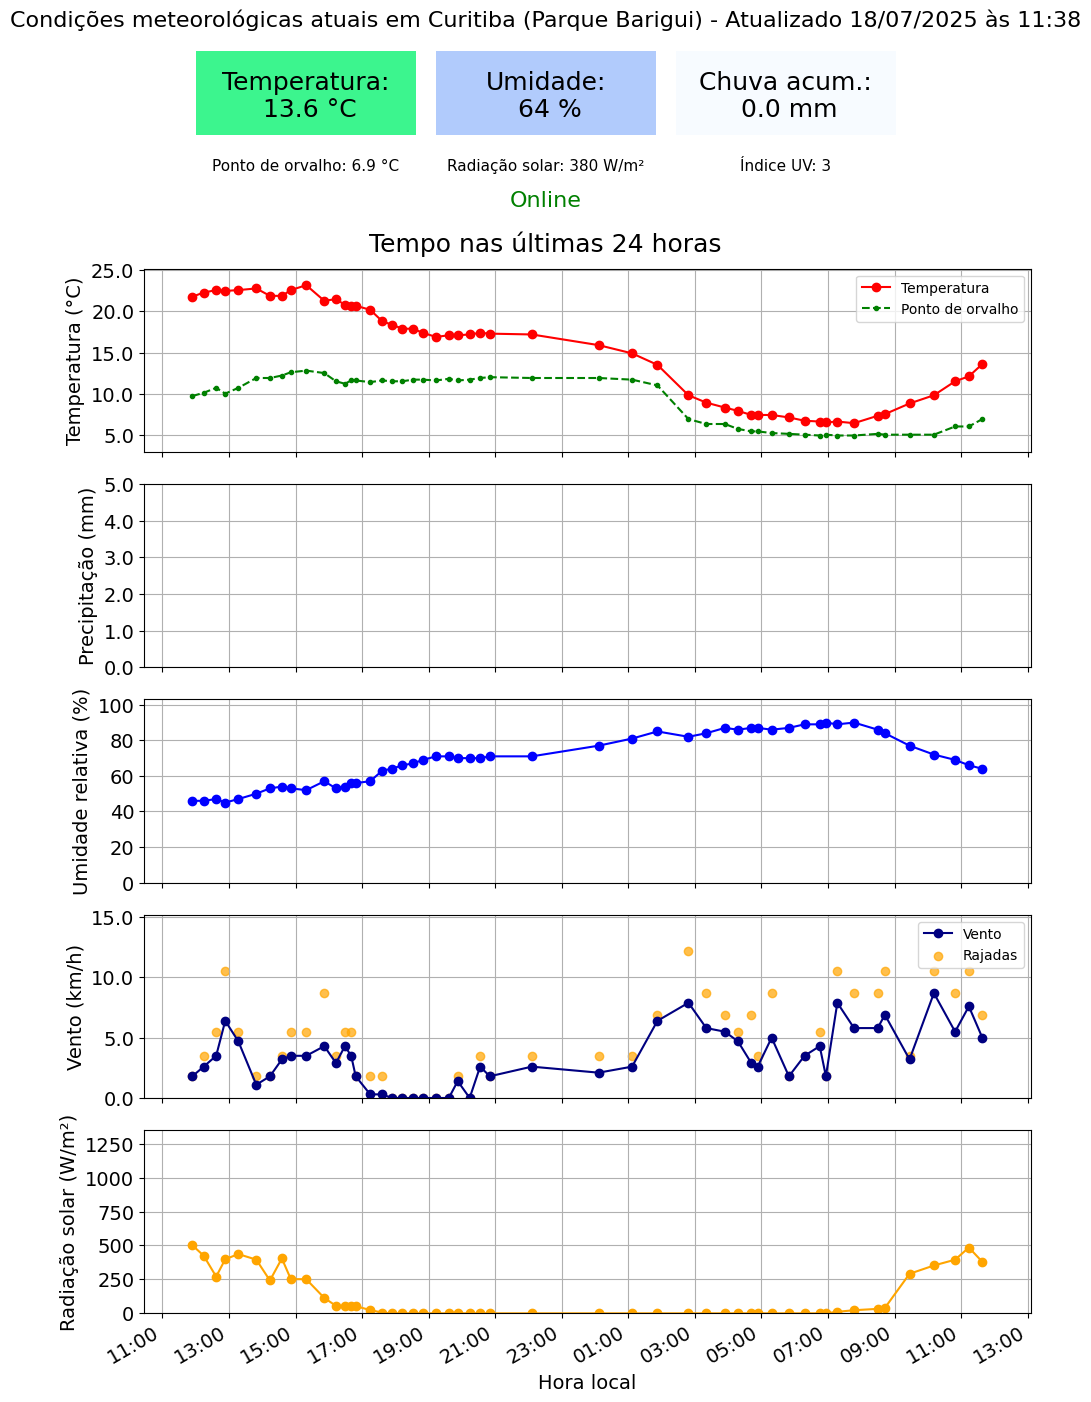 Condições meteorológicas atuais em Curitiba (Parque Barigui) - Atualizado 18/07/2025 às 11:38
Temperatura:
13.6 °C
Umidade:
64 %
Chuva acum.:
0.0 mm
Ponto de orvalho: 6.9 °C
Radiação solar: 380 W/m²
Índice UV: 3
Online
Tempo nas últimas 24 horas
Temperatura (°C)
25.0
20.0
15.0
10.0
5.0
Temperatura
Ponto de orvalho
Precipitação (mm)
5.0
4.0
3.0
2.0
1.0
0.0
Umidade relativa (%)
100
80
60
40
20
0
Vento (km/h)
15.0
10.0
5.0
0.0
Vento
Rajadas
Radiação solar (W/m²)
1250
1000
750
500
250
0
11:00
13:00
15:00
17:00
19:00
21:00
23:00
01:00
03:00
05:00
07:00
09:00
11:00
13:00
Hora local